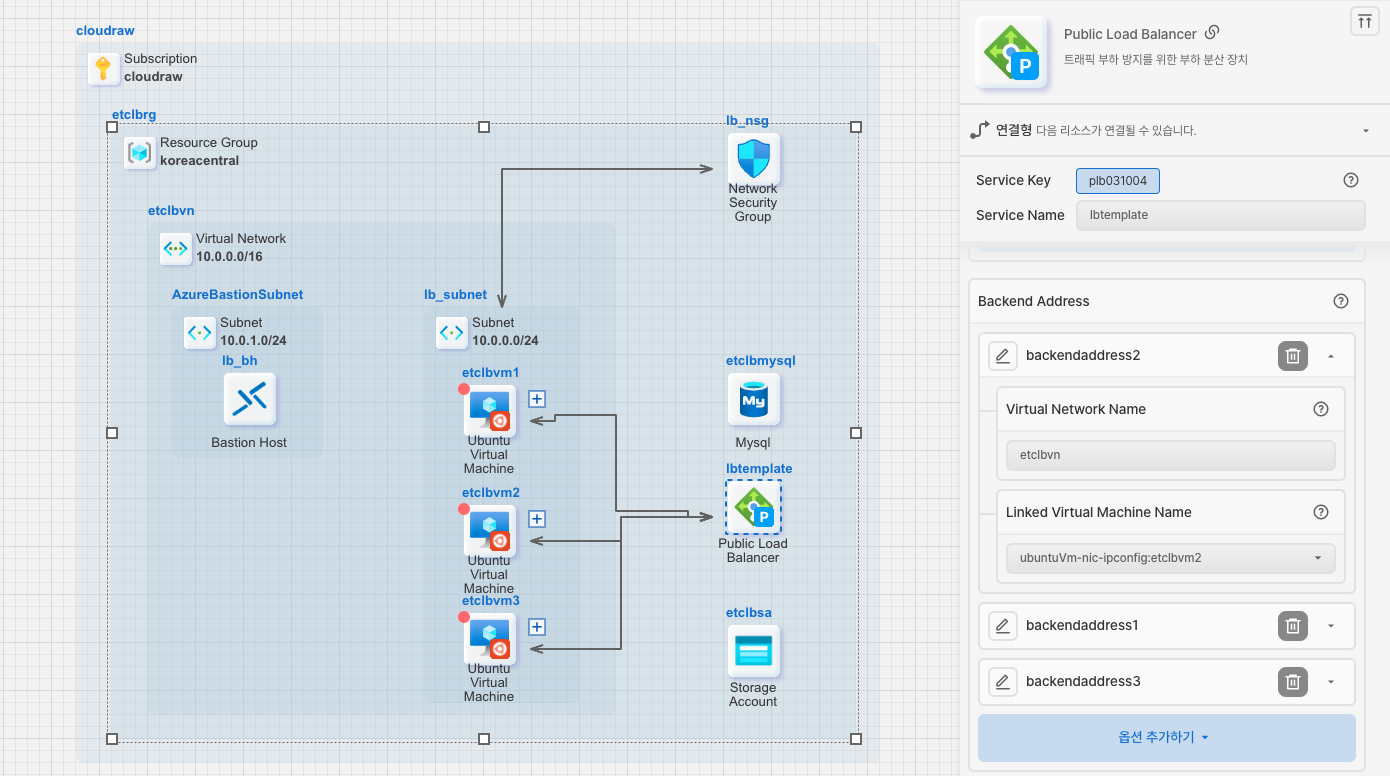 cloudraw
Subscription
cloudraw
etclbrg
Resource Group
koreacentral
lb_nsg
Network
Security
Group
etclbvn
Virtual Network
10.0.0.0/16
AzureBastionSubnet
Subnet
10.0.1.0/24
lb_bh
Bastion Host
lb_subnet
Subnet
10.0.0.0/24
etclbvm1
Ubuntu
Virtual
Machine
etclbvm2
Ubuntu
Virtual
Machine
etclbvm3
Ubuntu
Virtual
Machine
etclbmysql
My
Mysql
lbtemplate
P
Public Load
Balancer
etclbsa
Storage
Account
P
Public Load Balancer
트래픽 부하 방지를 위한 부하 분산 장치
연결형 다음 리소스가 연결될 수 있습니다.
Service Key plb031004
Service Name lbtemplate
Backend Address
backendaddress2
Virtual Network Name
etclbvn
Linked Virtual Machine Name
ubuntuVm-nic-ipconfig:etclbvm2
backendaddress1
backendaddress3
옵션 추가하기